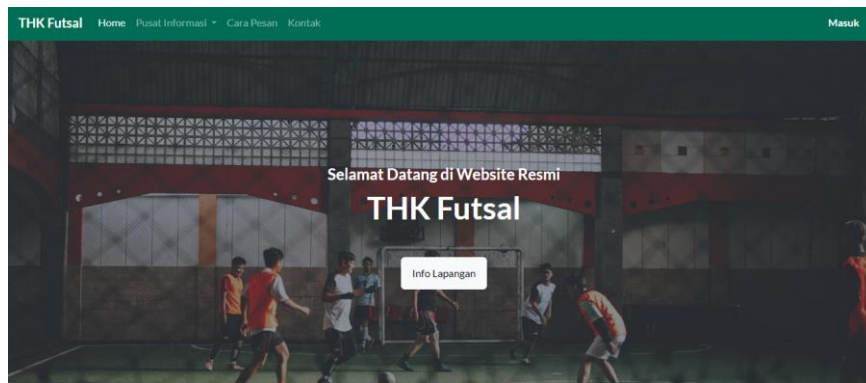 THK Futsal Home Pusat Informasi Cara Pesan Kontak Masuk
Selamat Datang di Website Resmi
THK Futsal
Info Lapangan